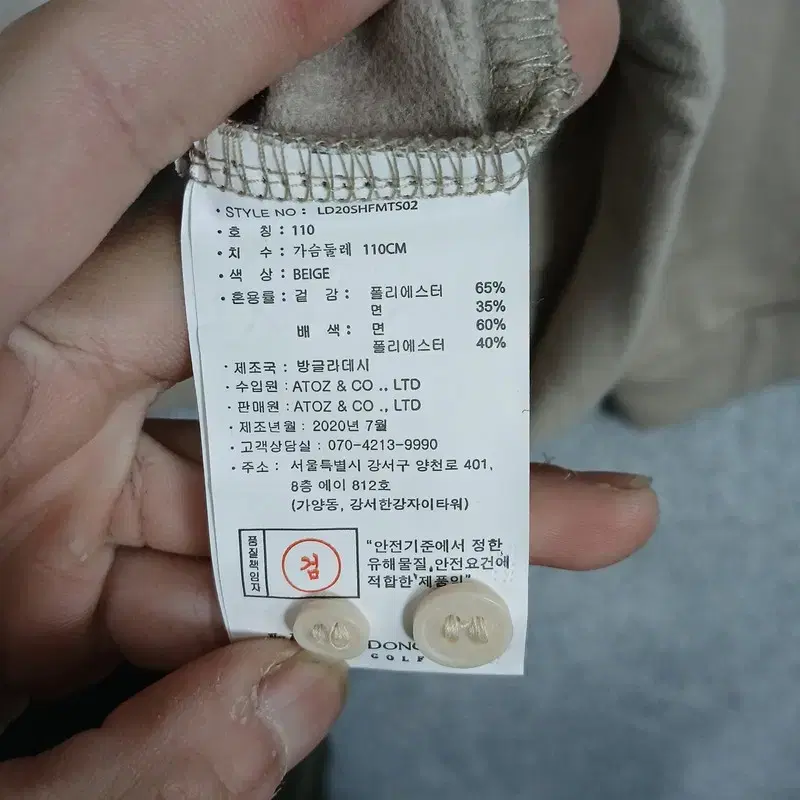 • STYLE NO : LD20SHFMTS02
• 호 칭 : 110
• 치 수 : 가슴둘레 110CM
• 색 상 : BEIGE
• 혼용률 : 겉 감 : 폴리에스터 65%
면 35%
배 색 : 면 60%
폴리에스터 40%
• 제조국 : 방글라데시
• 수입원 : ATOZ & CO ., LTD
• 판매원 : ATOZ & CO ., LTD
• 제조년월 : 2020년 7월
• 고객상담실 : 070-4213-9990
• 주소 : 서울특별시 강서구 양천로 401,
8층 에이 812호
(가양동, 강서한강자이타워)
품질책임자
검
"안전기준에서 정한
유해물질 안전요건에
적합한 제품임"